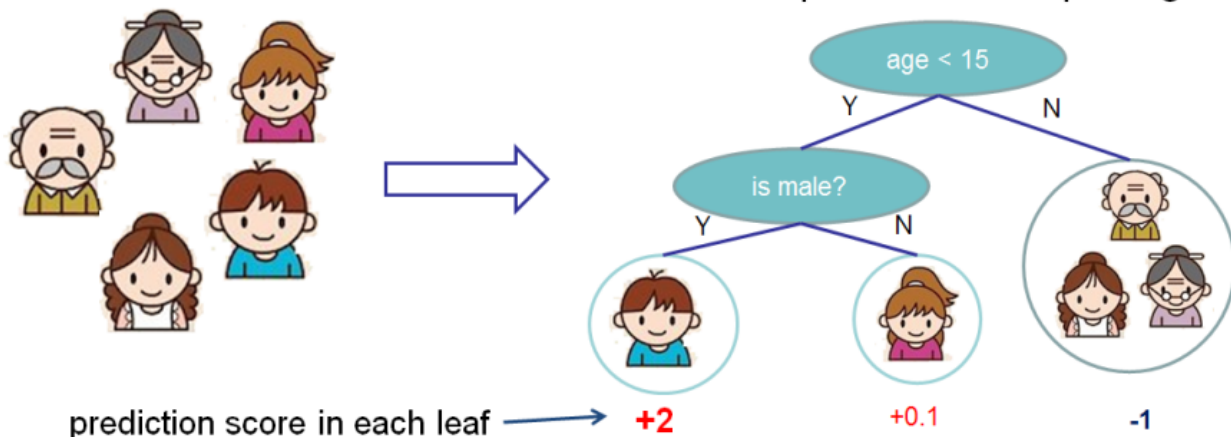 age < 15
Y
N
is male?
Y
N
prediction score in each leaf
+2
+0.1
-1